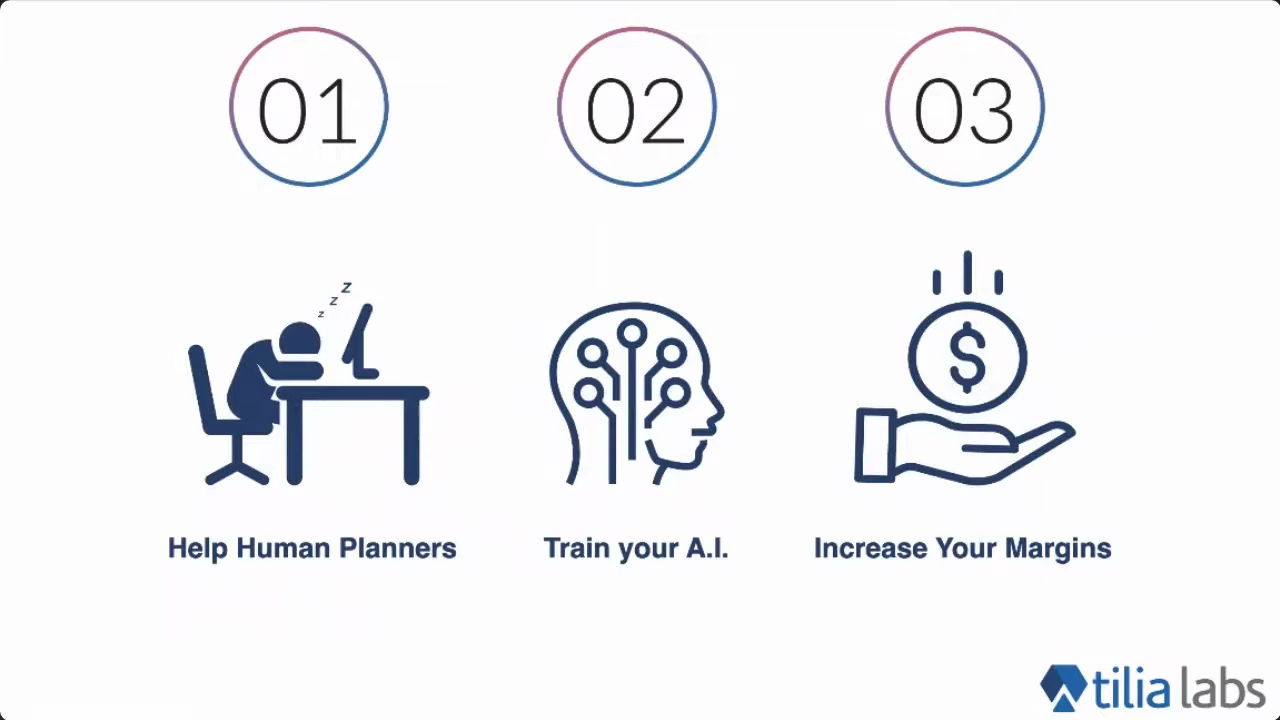 01
02
03
z
z
z
$
Help Human Planners
Train your A.I.
Increase Your Margins
tilia labs